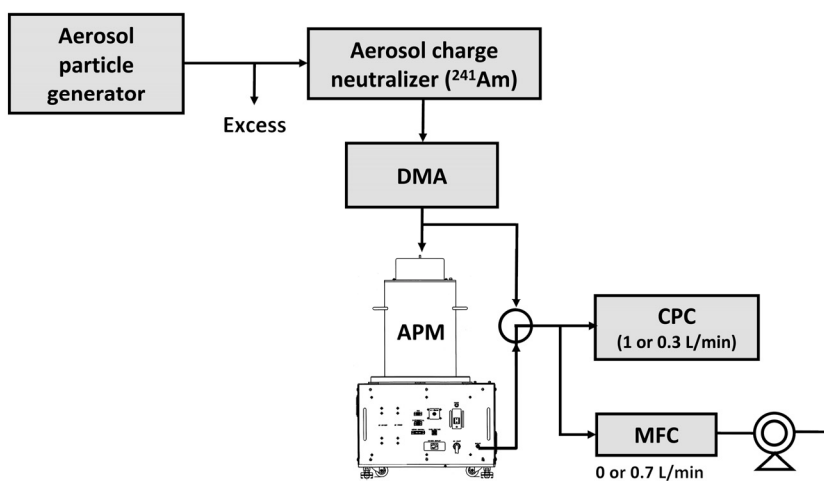 Aerosol
particle
generator
Aerosol charge
neutralizer (²⁴¹Am)
Excess
DMA
APM
CPC
(1 or 0.3 L/min)
MFC
0 or 0.7 L/min